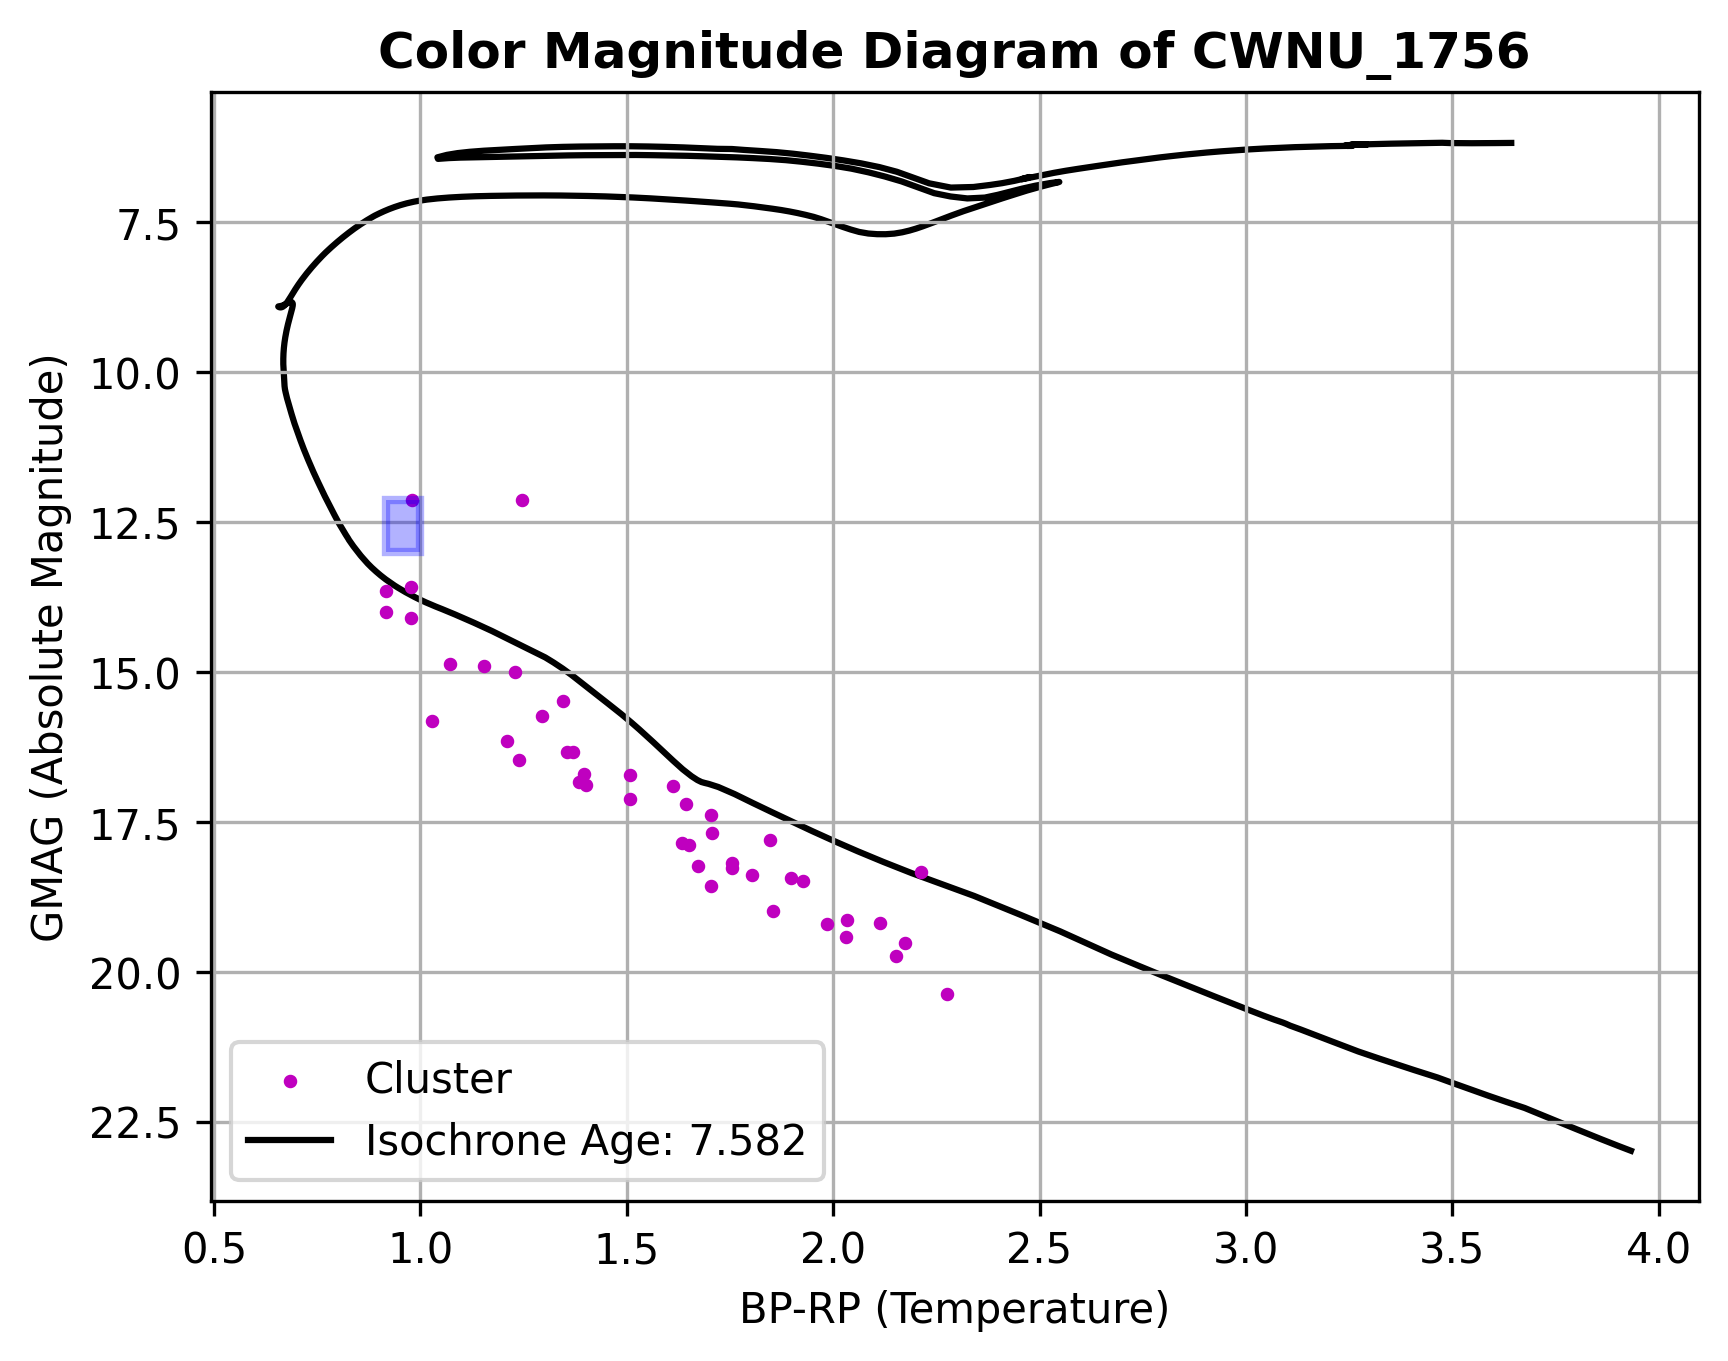 Color Magnitude Diagram of CWNU_1756
GMAG (Absolute Magnitude)
7.5
10.0
12.5
15.0
17.5
20.0
22.5
Cluster
Isochrone Age: 7.582
0.5 1.0 1.5 2.0 2.5 3.0 3.5 4.0
BP-RP (Temperature)